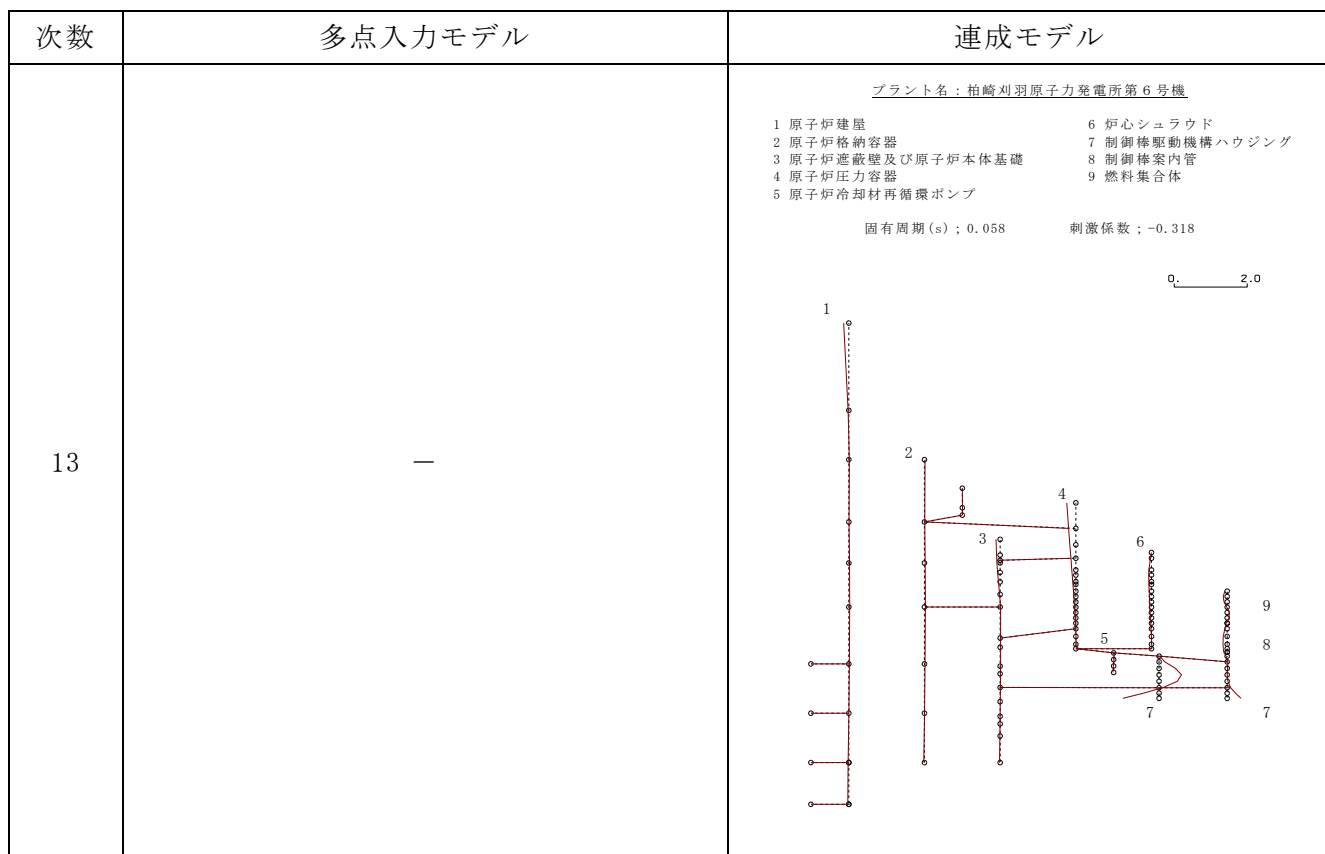 次数 多点入力モデル 連成モデル
プラント名：柏崎刈羽原子力発電所第6号機
1 原子炉建屋 6 炉心シュラウド
2 原子炉格納容器 7 制御棒駆動機構ハウジング
3 原子炉遮蔽壁及び原子炉本体基礎 8 制御棒案内管
4 原子炉圧力容器 9 燃料集合体
5 原子炉冷却材再循環ポンプ
固有周期(s)；0.058 刺激係数；-0.318
0. 2.0
1
2
4
3 6
13 －
9
5 8
7 7